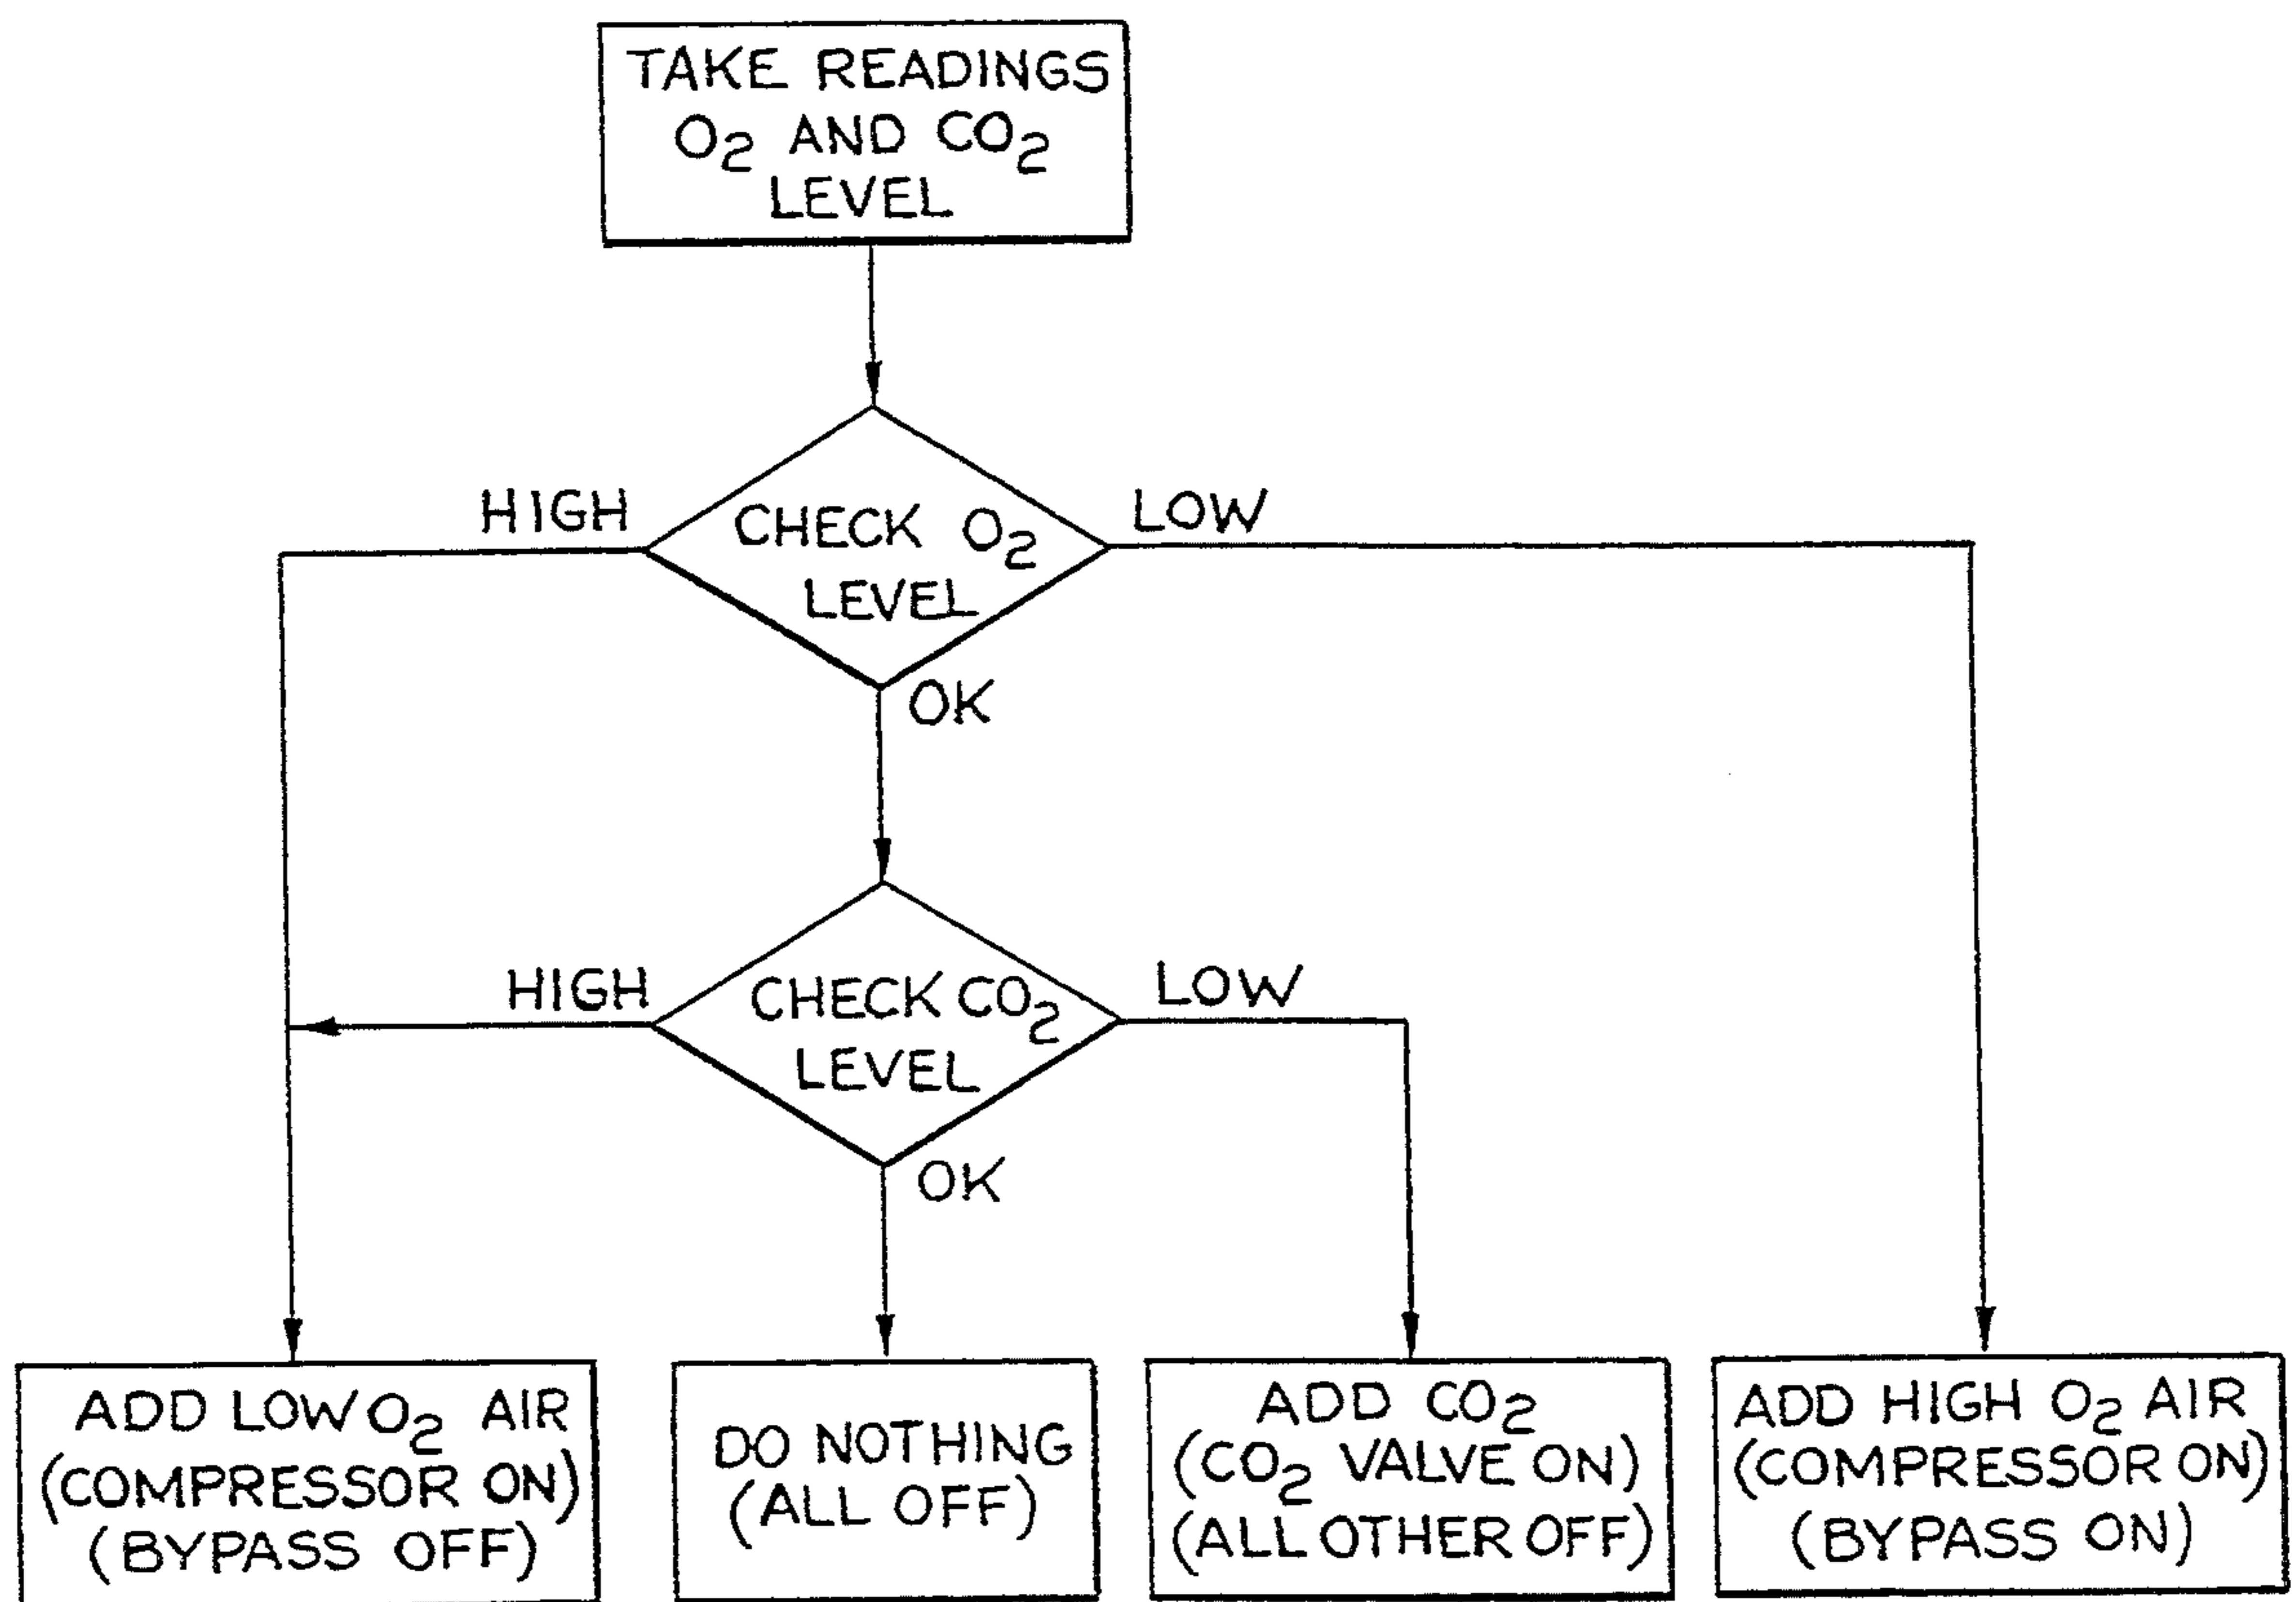 TAKE READINGS
O2 AND CO2
LEVEL
HIGH
CHECK O2
LEVEL
LOW
OK
HIGH
CHECK CO2
LEVEL
LOW
OK
ADD LOW O2 AIR
(COMPRESSOR ON)
(BYPASS OFF)
DO NOTHING
(ALL OFF)
ADD CO2
(CO2 VALVE ON)
(ALL OTHER OFF)
ADD HIGH O2 AIR
(COMPRESSOR ON)
(BYPASS ON)